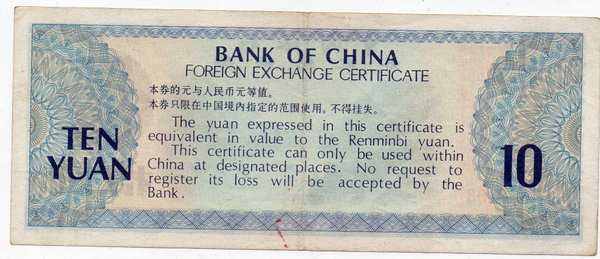 BANK OF CHINA
FOREIGN EXCHANGE CERTIFICATE
本券的元与人民币元等值。
本券只限在中国境内指定的范围使用,不得挂失。
The yuan expressed in this certificate is
equivalent in value to the Renminbi yuan.
This certificate can only be used within
China at designated places. No request to
register its loss will be accepted by the
Bank.
TEN
YUAN
10